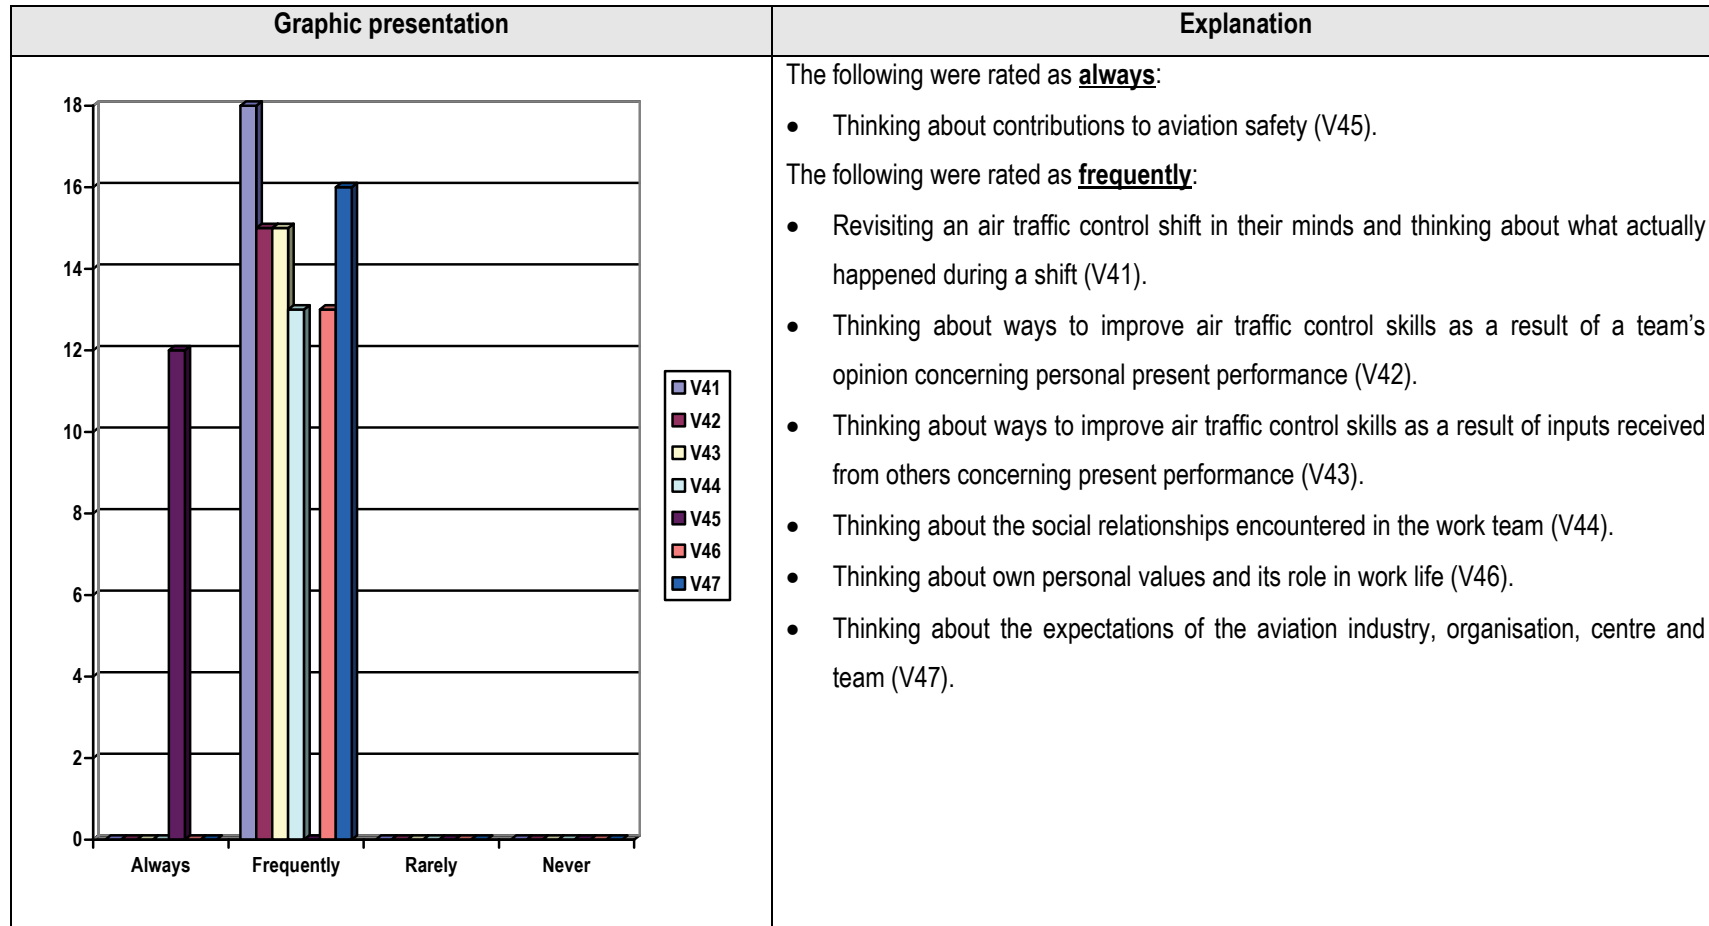 Graphic presentation
Explanation
18
16
14
12
10
8
6
4
2
0
Always Frequently Rarely Never
V41
V42
V43
V44
V45
V46
V47
The following were rated as always:
• Thinking about contributions to aviation safety (V45).
The following were rated as frequently:
• Revisiting an air traffic control shift in their minds and thinking about what actually
happened during a shift (V41).
• Thinking about ways to improve air traffic control skills as a result of a team’s
opinion concerning personal present performance (V42).
• Thinking about ways to improve air traffic control skills as a result of inputs received
from others concerning present performance (V43).
• Thinking about the social relationships encountered in the work team (V44).
• Thinking about own personal values and its role in work life (V46).
• Thinking about the expectations of the aviation industry, organisation, centre and
team (V47).